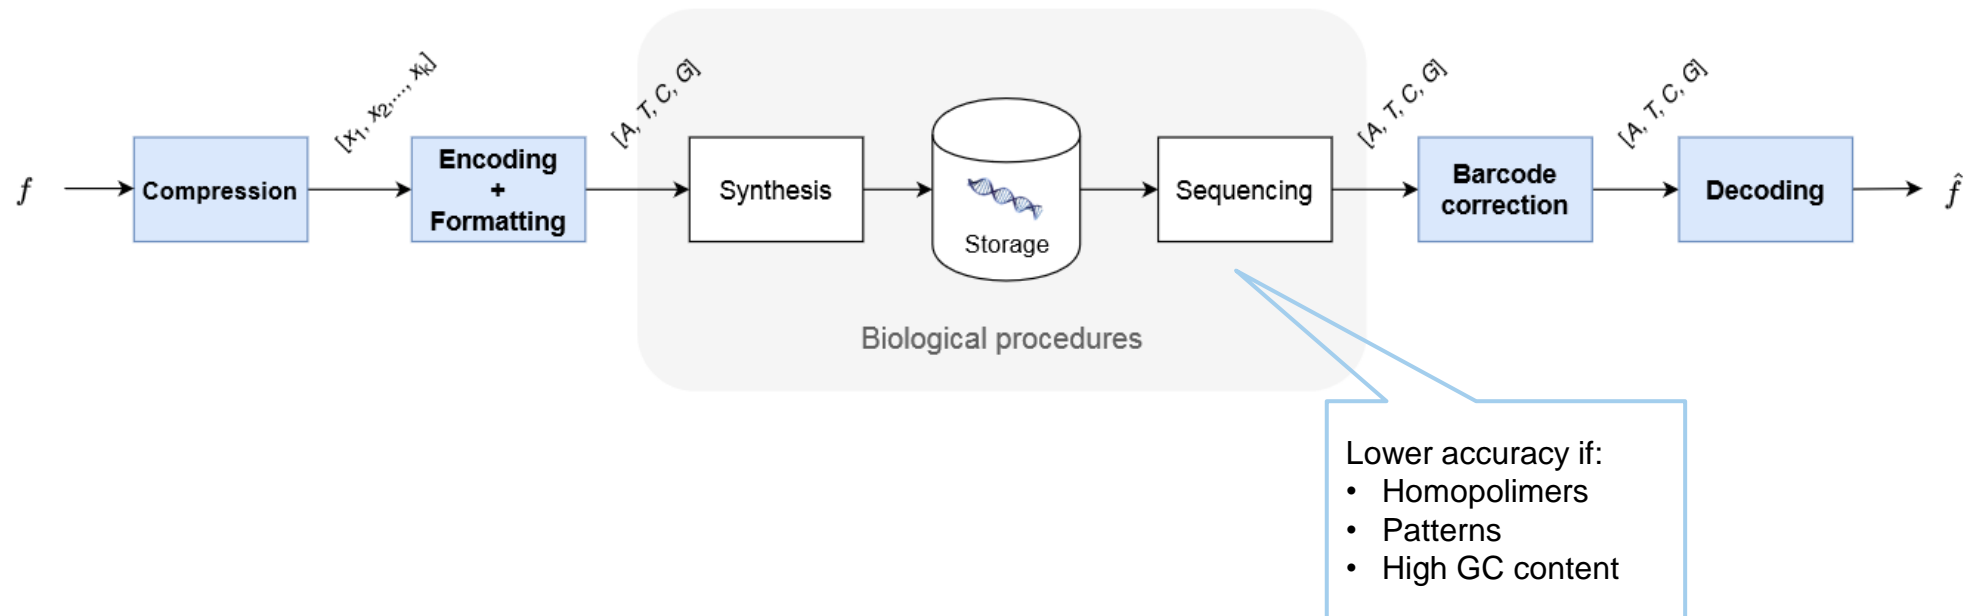 f
Compression
[x₁, x₂,..., xₖ]
Encoding
+
Formatting
[A, T, C, G]
Synthesis
Storage
Sequencing
[A, T, C, G]
Barcode
correction
[A, T, C, G]
Decoding
f̂
Biological procedures
Lower accuracy if:
• Homopolimers
• Patterns
• High GC content